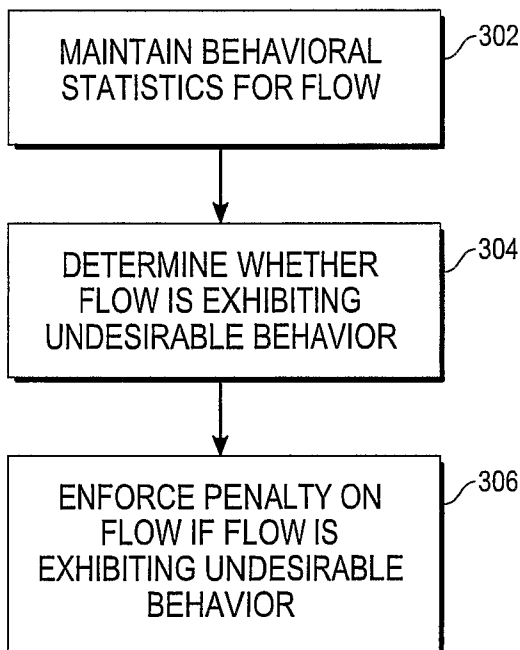 MAINTAIN BEHAVIORAL
STATISTICS FOR FLOW
302
DETERMINE WHETHER
FLOW IS EXHIBITING
UNDESIRABLE BEHAVIOR
304
ENFORCE PENALTY ON
FLOW IF FLOW IS
EXHIBITING UNDESIRABLE
BEHAVIOR
306